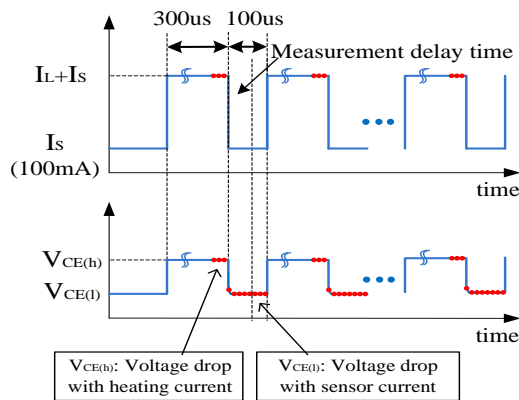 300us 100us
Measurement delay time
IL+IS
IS
(100mA)
time
VCE(h)
VCE(l)
time
VCE(h): Voltage drop
with heating current
VCE(l): Voltage drop
with sensor current